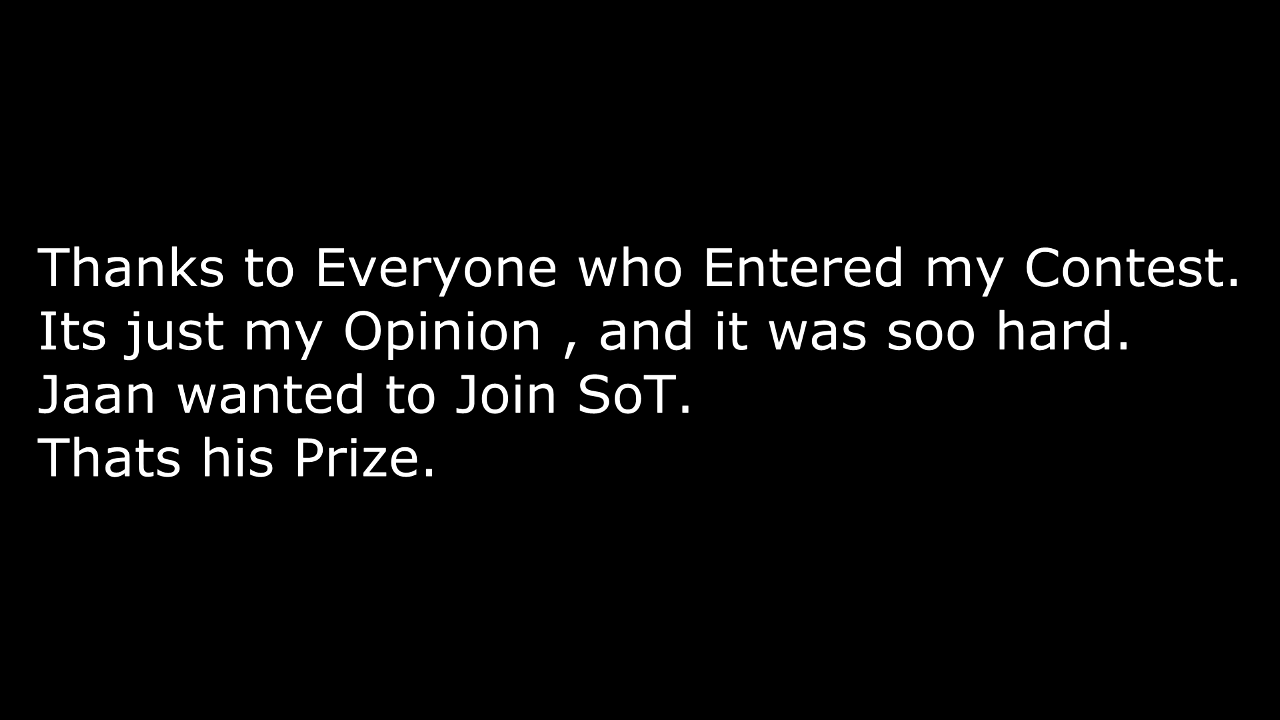 Thanks to Everyone who Entered my Contest.
Its just my Opinion , and it was soo hard.
Jaan wanted to Join SoT.
Thats his Prize.